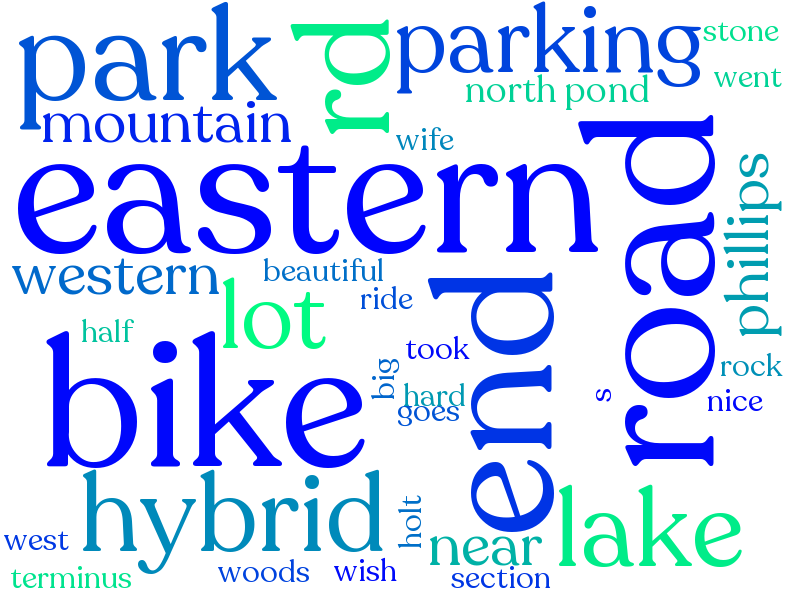 park
rd
parking
stone
went
north pond
mountain
wife
eastern
road
phillips
western
beautiful
ride
lot
end
half
took
bike
big
hard
goes
s
rock
nice
hybrid
holt
lake
west
near
terminus
woods
wish
section